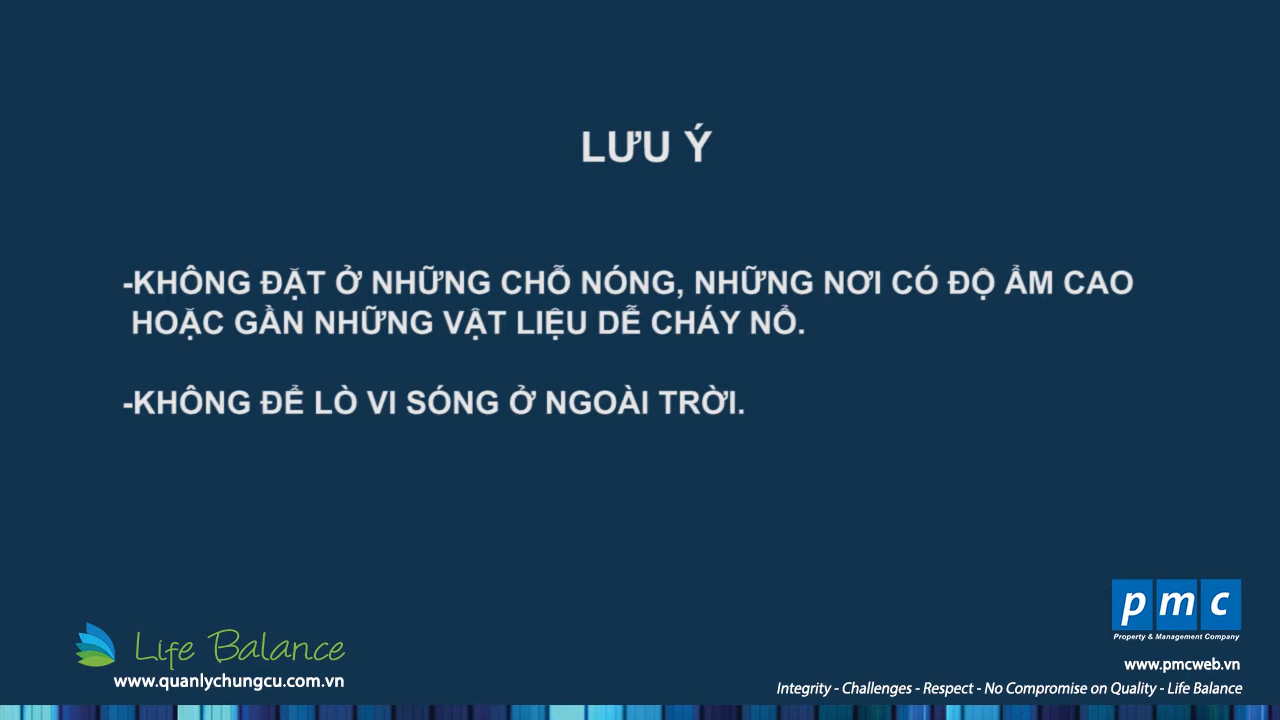 LƯU Ý
-KHÔNG ĐẶT Ở NHỮNG CHỖ NÓNG, NHỮNG NƠI CÓ ĐỘ ẨM CAO
HOẶC GẦN NHỮNG VẬT LIỆU DỄ CHÁY NỔ.
-KHÔNG ĐỂ LÒ VI SÓNG Ở NGOÀI TRỜI.
pmc
Property & Management Company
Life Balance
www.pmcweb.vn
www.quanlychungcu.com.vn
Integrity - Challenges - Respect - No Compromise on Quality - Life Balance